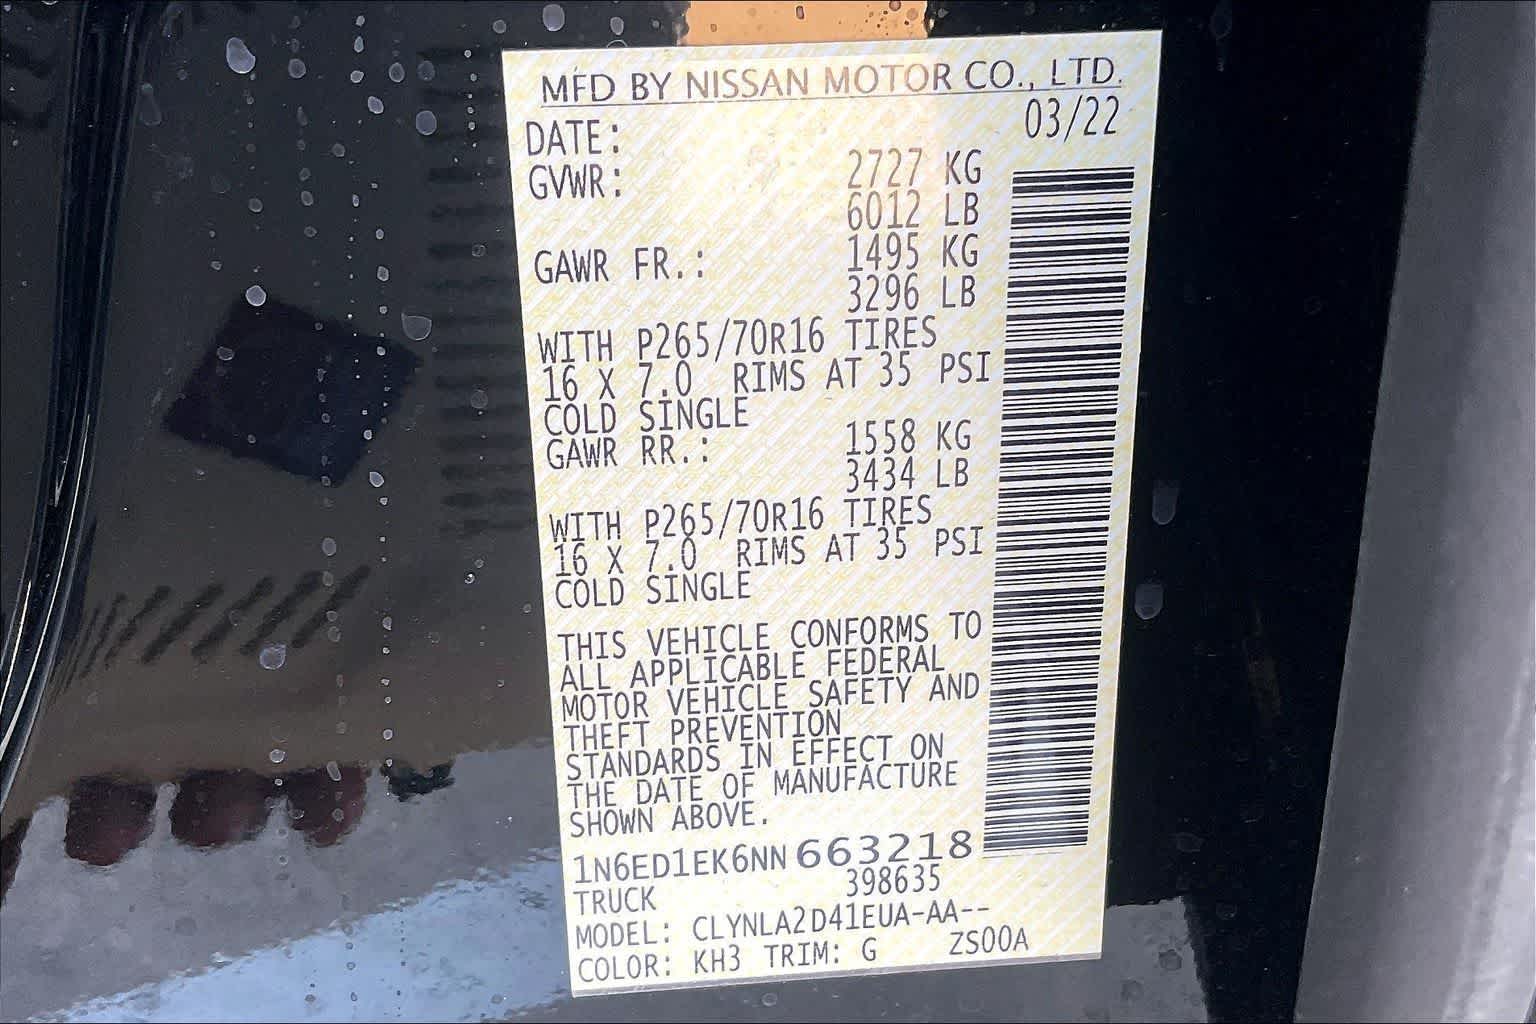 MFD BY NISSAN MOTOR CO., LTD.
DATE: 03/22
GVWR: 2727 KG
6012 LB
GAWR FR.: 1495 KG
3296 LB
WITH P265/70R16 TIRES
16 X 7.0 RIMS AT 35 PSI
COLD SINGLE
GAWR RR.: 1558 KG
3434 LB
WITH P265/70R16 TIRES
16 X 7.0 RIMS AT 35 PSI
COLD SINGLE
THIS VEHICLE CONFORMS TO
ALL APPLICABLE FEDERAL
MOTOR VEHICLE SAFETY AND
THEFT PREVENTION
STANDARDS IN EFFECT ON
THE DATE OF MANUFACTURE
SHOWN ABOVE.
1N6ED1EK6NN663218
TRUCK 398635
MODEL: CLYNLA2D41EUA-AA--
COLOR: KH3 TRIM: G ZS00A